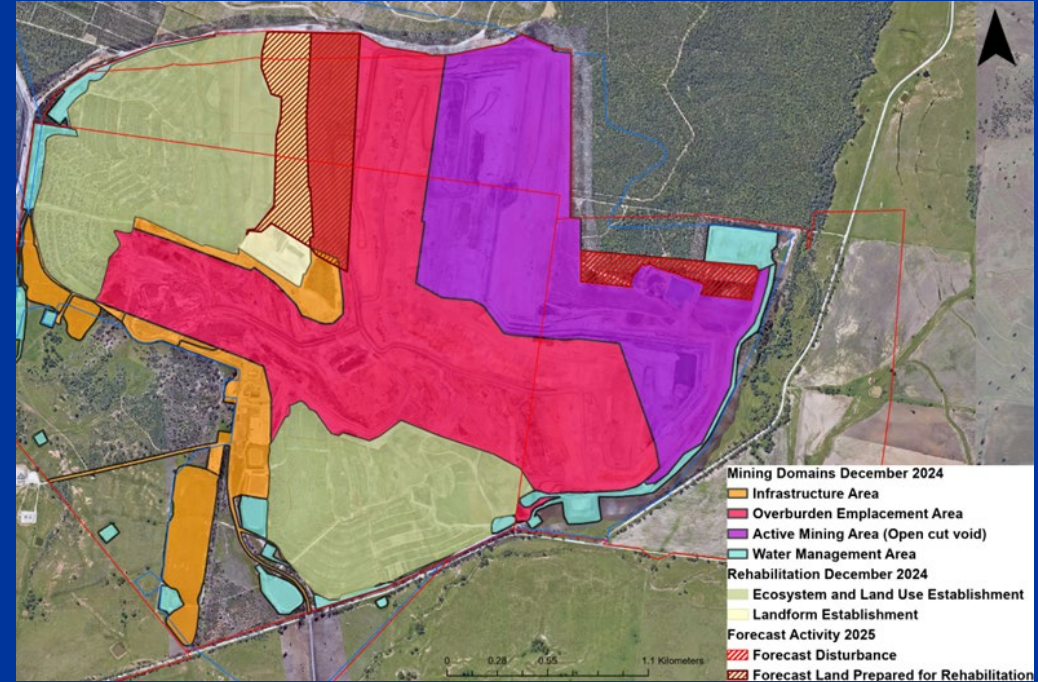 0 0.28 0.55 1.1 Kilometers
Mining Domains December 2024
Infrastructure Area
Overburden Emplacement Area
Active Mining Area (Open cut void)
Water Management Area
Rehabilitation December 2024
Ecosystem and Land Use Establishment
Landform Establishment
Forecast Activity 2025
Forecast Disturbance
Forecast Land Prepared for Rehabilitation